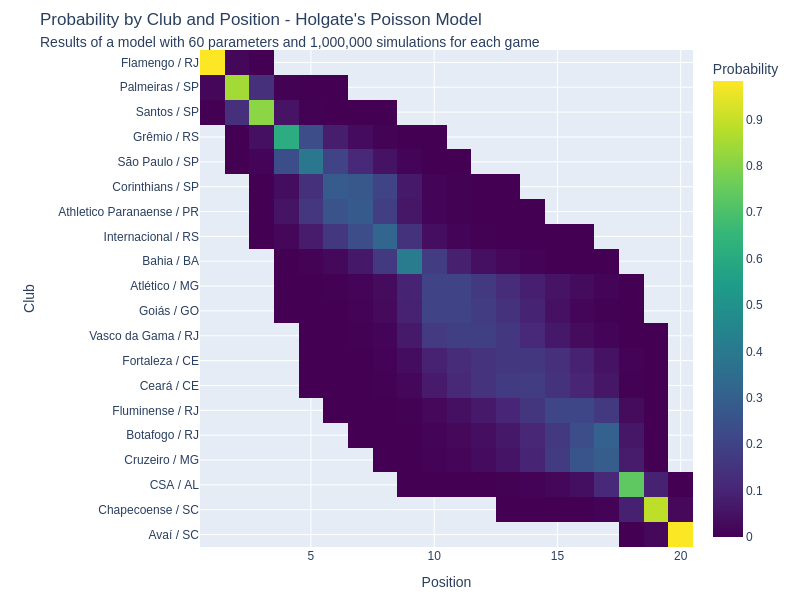 Probability by Club and Position - Holgate's Poisson Model
Results of a model with 60 parameters and 1,000,000 simulations for each game
Probability
Flamengo / RJ
Palmeiras / SP
Santos / SP
Grêmio / RS
São Paulo / SP
Corinthians / SP
Athletico Paranaense / PR
Internacional / RS
Bahia / BA
Atlético / MG
Goiás / GO
Vasco da Gama / RJ
Fortaleza / CE
Ceará / CE
Fluminense / RJ
Botafogo / RJ
Cruzeiro / MG
CSA / AL
Chapecoense / SC
Avaí / SC
Club
5 10 15 20
Position
0.9
0.8
0.7
0.6
0.5
0.4
0.3
0.2
0.1
0